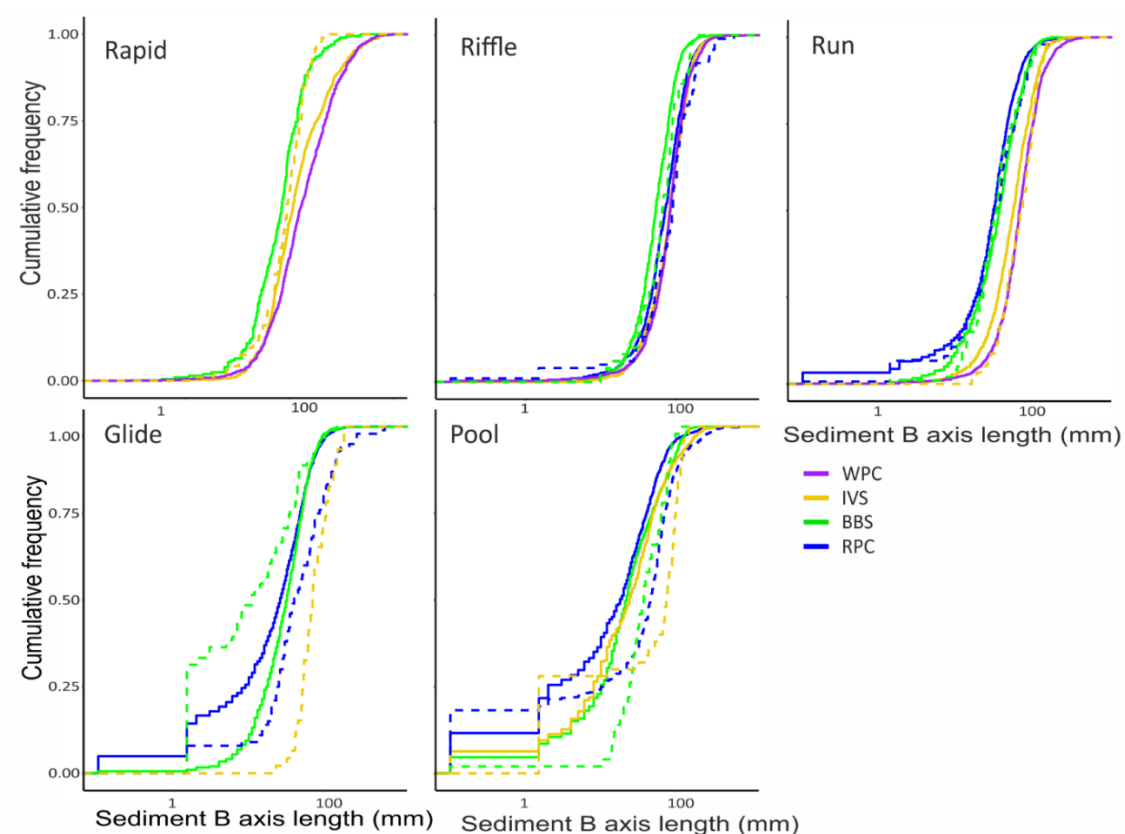 Rapid
Riffle
Run
Cumulative frequency
1.00
0.75
0.50
0.25
0.00
1
100
1
100
1
100
Sediment B axis length (mm)
WPC
IVS
BBS
RPC
Glide
Pool
Cumulative frequency
1.00
0.75
0.50
0.25
0.00
1
100
1
100
Sediment B axis length (mm)
Sediment B axis length (mm)